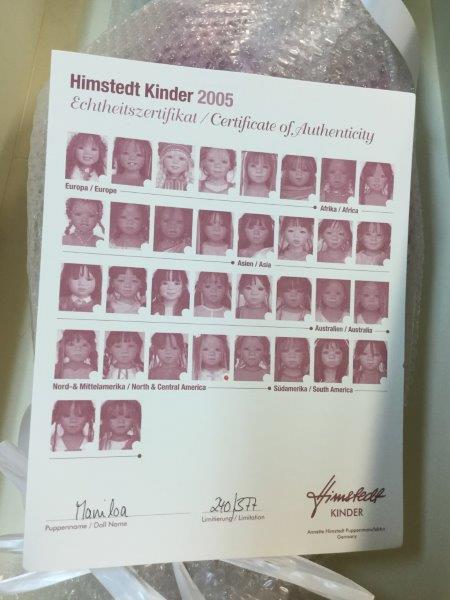 Himstedt Kinder 2005
Echtheitszertifikat / Certificate of Authenticity
Europa / Europe
Afrika / Africa
Asien / Asia
Australien / Australia
Nord- & Mittelamerika / North & Central America
Südamerika / South America
Maniloa
Puppenname / Doll Name
240/377
Limitierung / Limitation
Himstedt
KINDER
Annette Himstedt Puppenmanufaktur
Germany